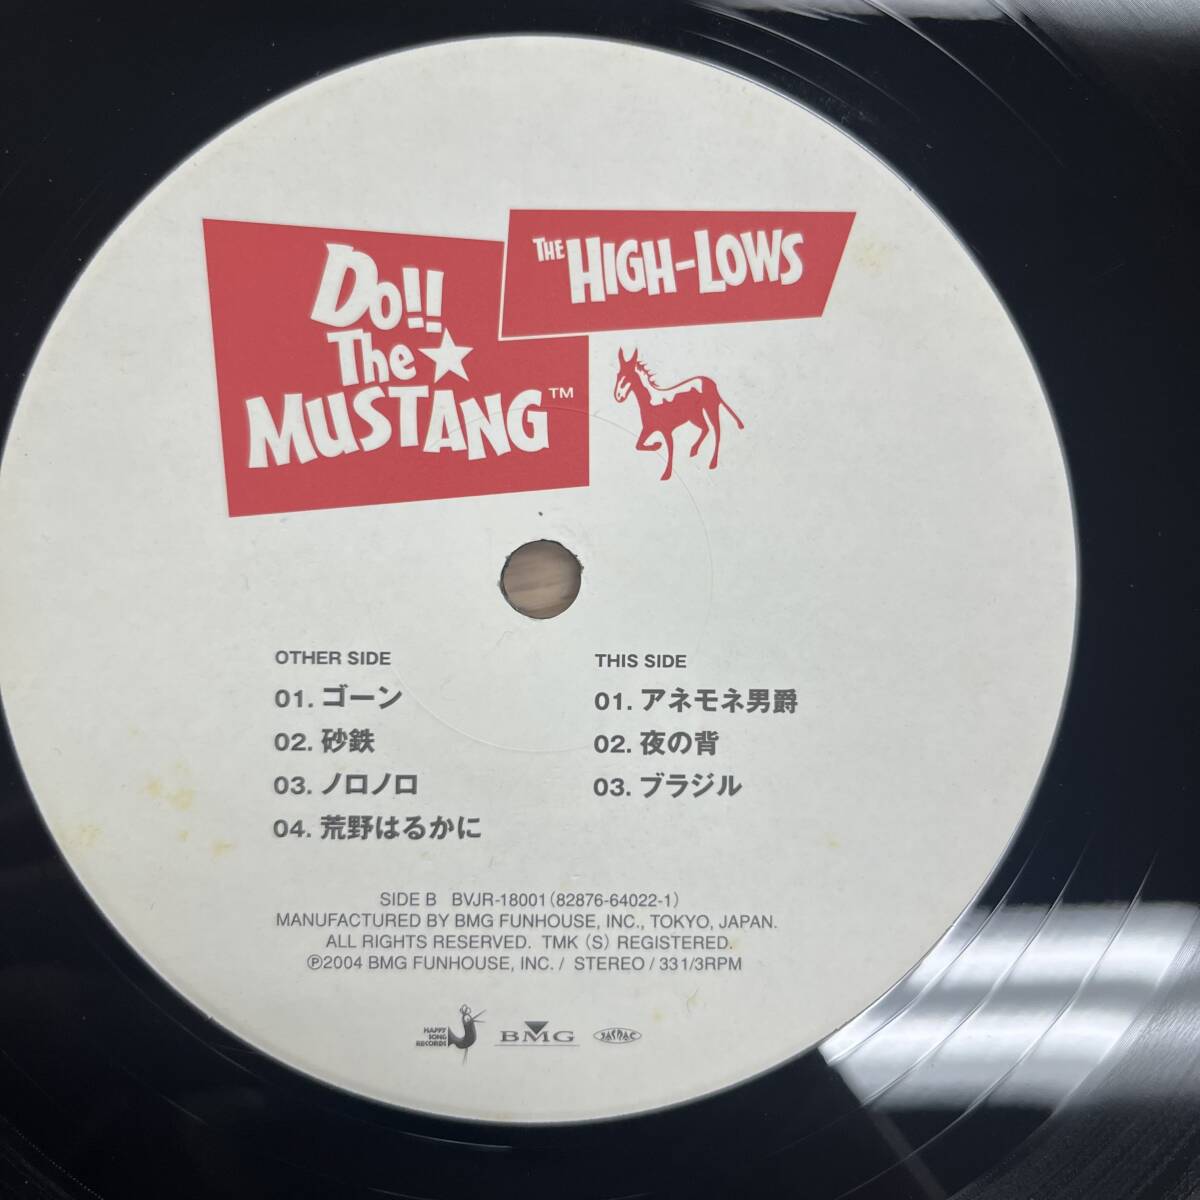 Do!!
The★
MUSTANG™
THE HIGH-LOWS
OTHER SIDE
01. ゴーン
02. 砂鉄
03. ノロノロ
04. 荒野はるかに
THIS SIDE
01. アネモネ男爵
02. 夜の背
03. ブラジル
SIDE B BVJR-18001 (82876-64022-1)
MANUFACTURED BY BMG FUNHOUSE, INC., TOKYO, JAPAN.
ALL RIGHTS RESERVED. TMK (S) REGISTERED.
℗2004 BMG FUNHOUSE, INC. / STEREO / 33 1/3RPM
HAPPY
SONG
RECORDS
BMG
JASRAC